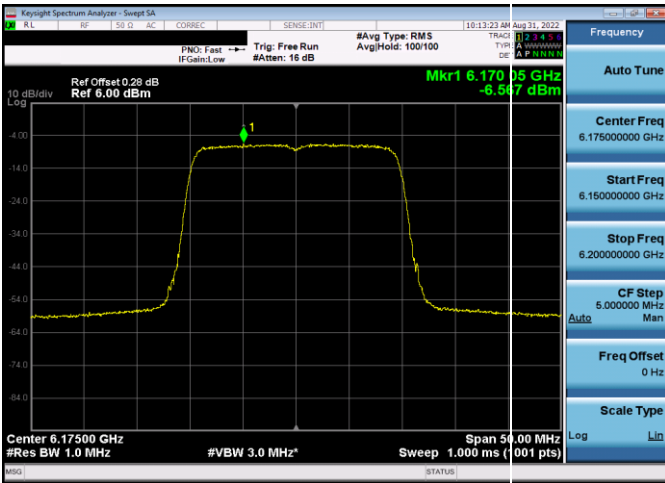 Keysight Spectrum Analyzer - Swept SA
RL RF 50 Ω AC CORREC SENSE:INT 10:13:23 AM Aug 31, 2022
#Avg Type: RMS
Avg|Hold: 100/100
TRACE 1 2 3 4 5 6
TYPE A WWWWW
DET A P N N N N
PNO: Fast
IFGain:Low
Trig: Free Run
#Atten: 16 dB
Mkr1 6.170 05 GHz
-6.567 dBm
Ref Offset 0.28 dB
10 dB/div Ref 6.00 dBm
Log
1
-4.00
-14.0
-24.0
-34.0
-44.0
-54.0
-64.0
-74.0
-84.0
Center 6.17500 GHz Span 50.00 MHz
#Res BW 1.0 MHz #VBW 3.0 MHz* Sweep 1.000 ms (1001 pts)
MSG STATUS
Frequency
Auto Tune
Center Freq
6.175000000 GHz
Start Freq
6.150000000 GHz
Stop Freq
6.200000000 GHz
CF Step
5.000000 MHz
Auto Man
Freq Offset
0 Hz
Scale Type
Log Lin